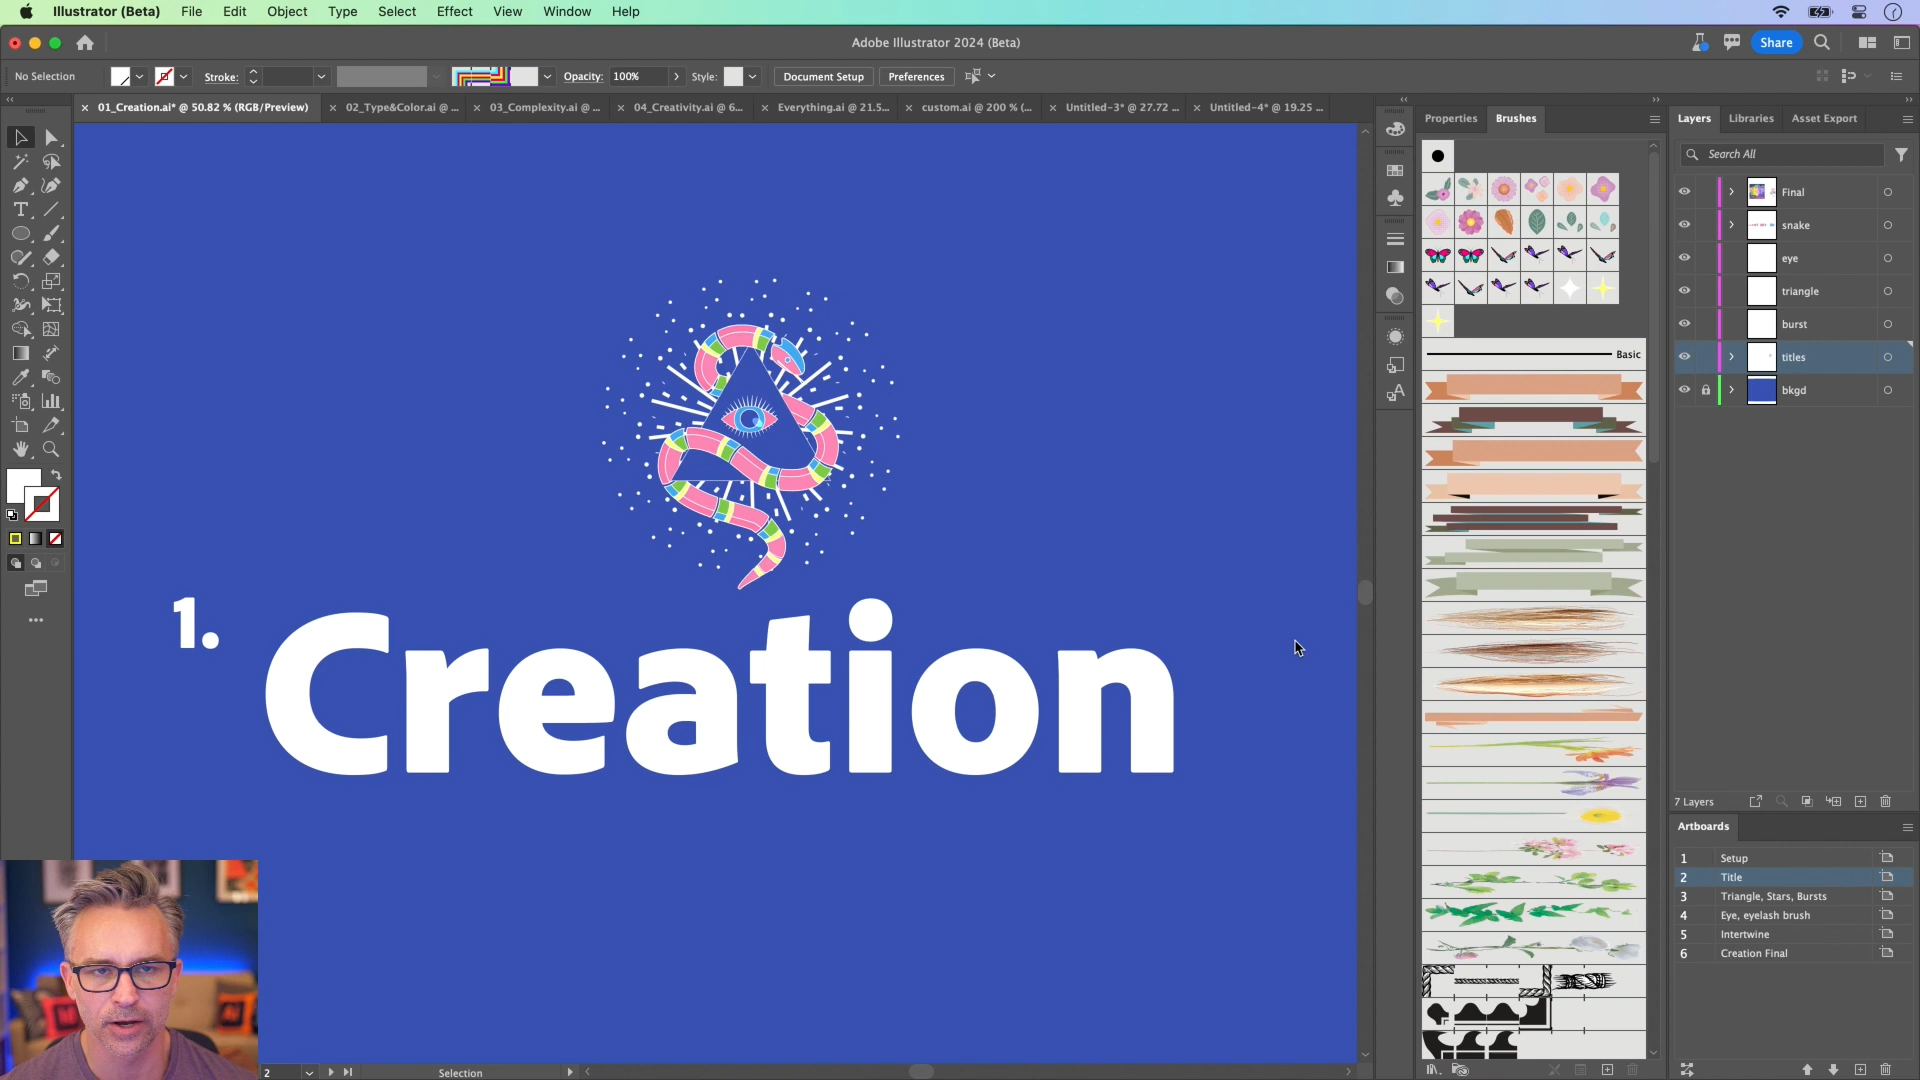 Illustrator (Beta) File Edit Object Type Select Effect View Window Help
Adobe Illustrator 2024 (Beta)
Share
No Selection Stroke: Opacity: 100% Style: Document Setup Preferences
01_Creation.ai* @ 50.82 % (RGB/Preview) 02_Type&Color.ai @ ... 03_Complexity.ai @ ... 04_Creativity.ai @ 6... Everything.ai @ 21.5... custom.ai @ 200 % (... Untitled-3* @ 27.72 ... Untitled-4* @ 19.25 ...
Properties Brushes
Basic
Layers Libraries Asset Export
Search All
Final
snake
eye
triangle
burst
titles
bkgd
7 Layers
Artboards
1 Setup
2 Title
3 Triangle, Stars, Bursts
4 Eye, eyelash brush
5 Intertwine
6 Creation Final
1.
Creation
Ai
2 Selection